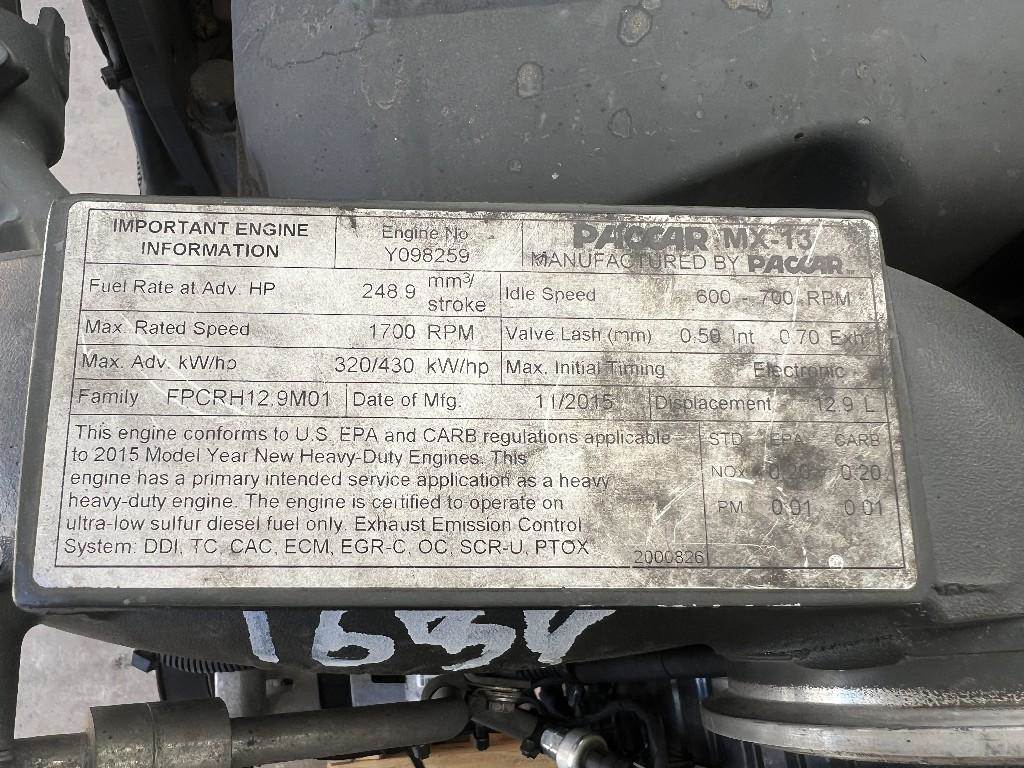 IMPORTANT ENGINE INFORMATION
Engine No Y098259
PACCAR MX-13
MANUFACTURED BY PACCAR
Fuel Rate at Adv. HP 248.9 mm³/stroke
Idle Speed 600 - 700 RPM
Max. Rated Speed 1700 RPM
Valve Lash (mm) 0.50 Int 0.70 Exh
Max. Adv. kW/hp 320/430 kW/hp
Max. Initial Timing Electronic
Family FPCRH12.9M01
Date of Mfg. 11/2015
Displacement 12.9 L
This engine conforms to U.S. EPA and CARB regulations applicable
to 2015 Model Year New Heavy-Duty Engines. This
engine has a primary intended service application as a heavy
heavy-duty engine. The engine is certified to operate on
ultra-low sulfur diesel fuel only. Exhaust Emission Control
System: DDI, TC, CAC, ECM, EGR-C, OC, SCR-U, PTOX
2000826
STD EPA CARB
NOx 0.20 0.20
PM 0.01 0.01